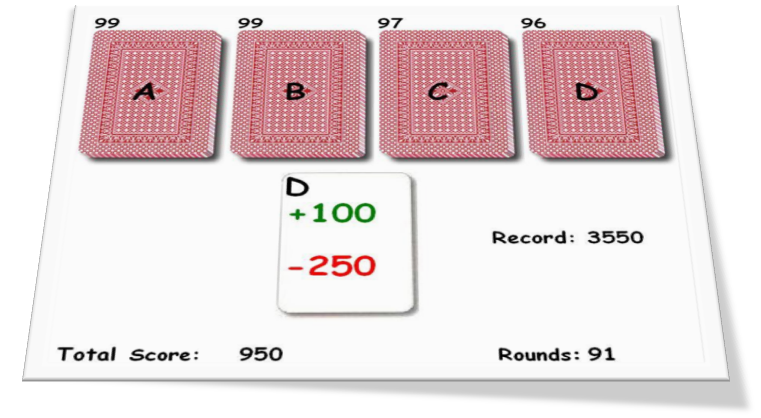 99 99 97 96
A B C D
D
+100
-250
Record: 3550
Total Score: 950 Rounds: 91